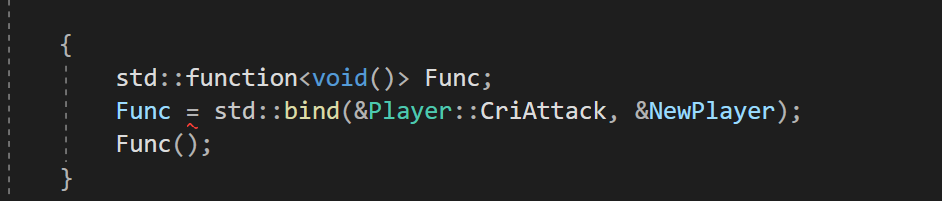 {
std::function<void()> Func;
Func = std::bind(&Player::CriAttack, &NewPlayer);
Func();
}